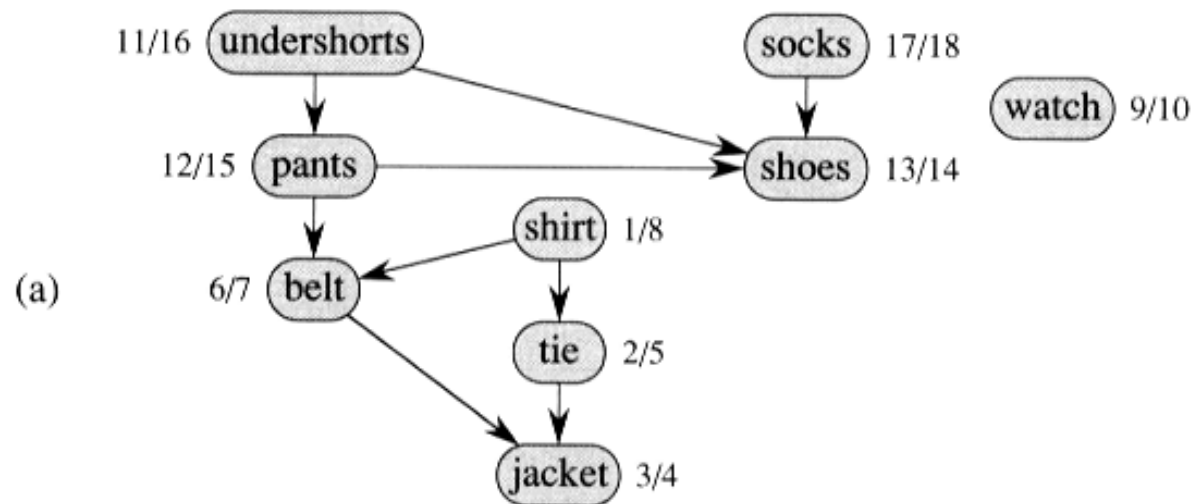 11/16 undershorts
socks 17/18
watch 9/10
12/15 pants
shoes 13/14
shirt 1/8
(a)
6/7 belt
tie 2/5
jacket 3/4